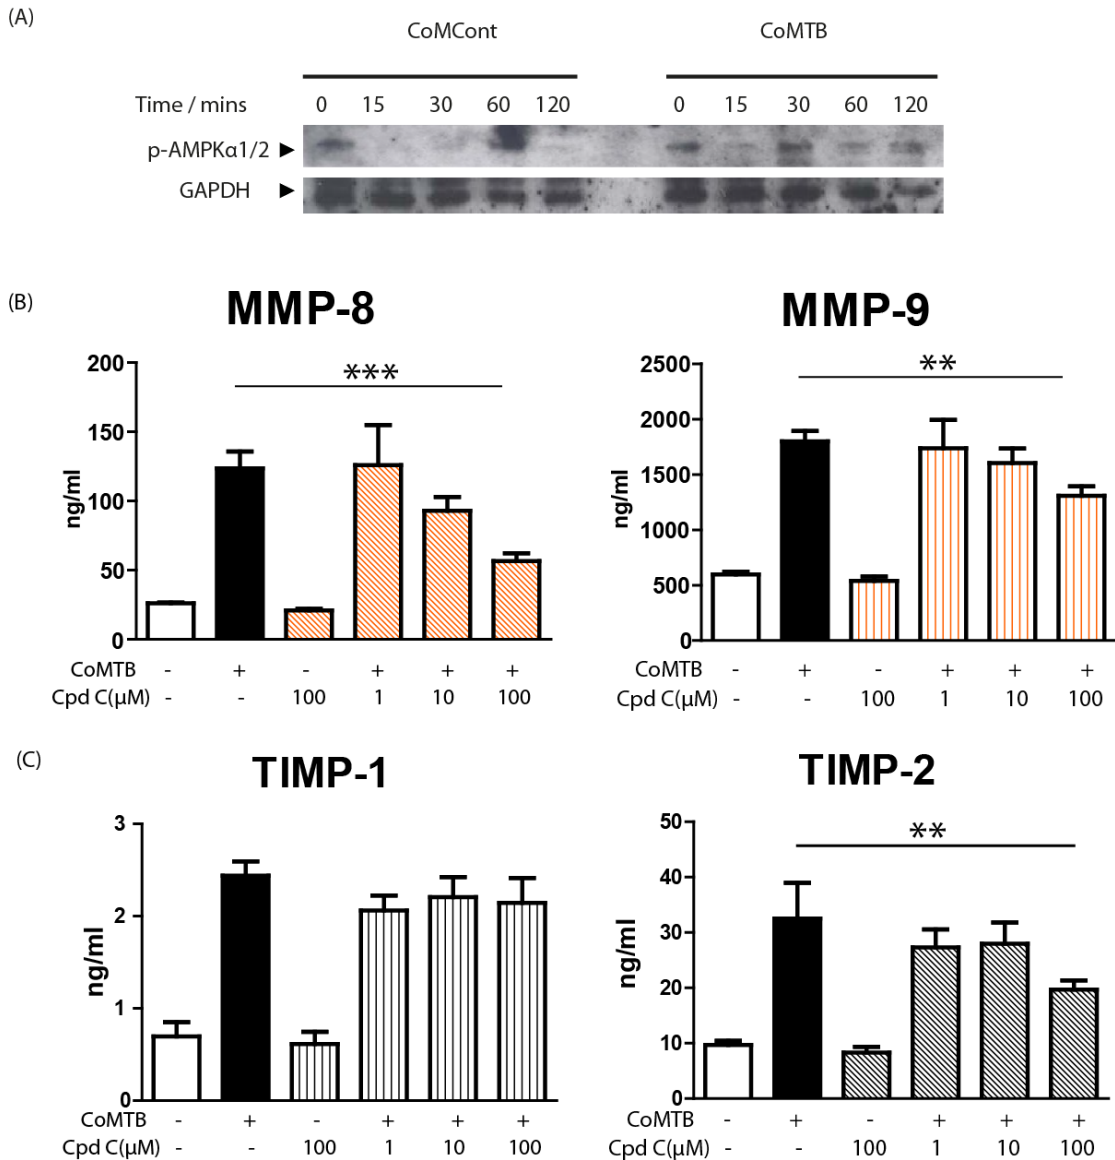 (A)
CoMCont CoMTB
Time / mins 0 15 30 60 120 0 15 30 60 120
p-AMPKα1/2
GAPDH
(B)
MMP-8
200
150
100
50
0
ng/ml
***
CoMTB - + - + + +
Cpd C(μM) - - 100 1 10 100
MMP-9
2500
2000
1500
1000
500
0
ng/ml
**
CoMTB - + - + + +
Cpd C(μM) - - 100 1 10 100
(C)
TIMP-1
3
2
1
0
ng/ml
CoMTB - + - + + +
Cpd C(μM) - - 100 1 10 100
TIMP-2
50
40
30
20
10
0
ng/ml
**
CoMTB - + - + + +
Cpd C(μM) - - 100 1 10 100